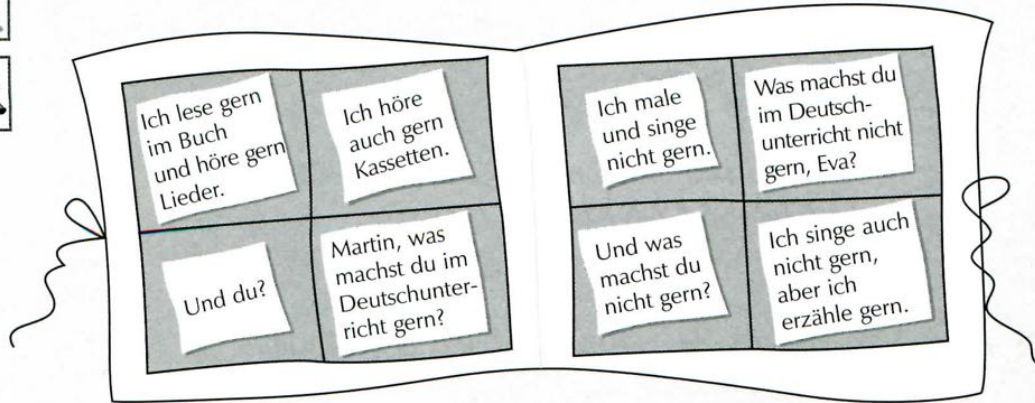 Ich lese gern
im Buch
und höre gern
Lieder.
Ich höre
auch gern
Kassetten.
Und du?
Martin, was
machst du im
Deutschunter-
richt gern?
Ich male
und singe
nicht gern.
Was machst du
im Deutsch-
unterricht nicht
gern, Eva?
Und was
machst du
nicht gern?
Ich singe auch
nicht gern,
aber ich
erzähle gern.